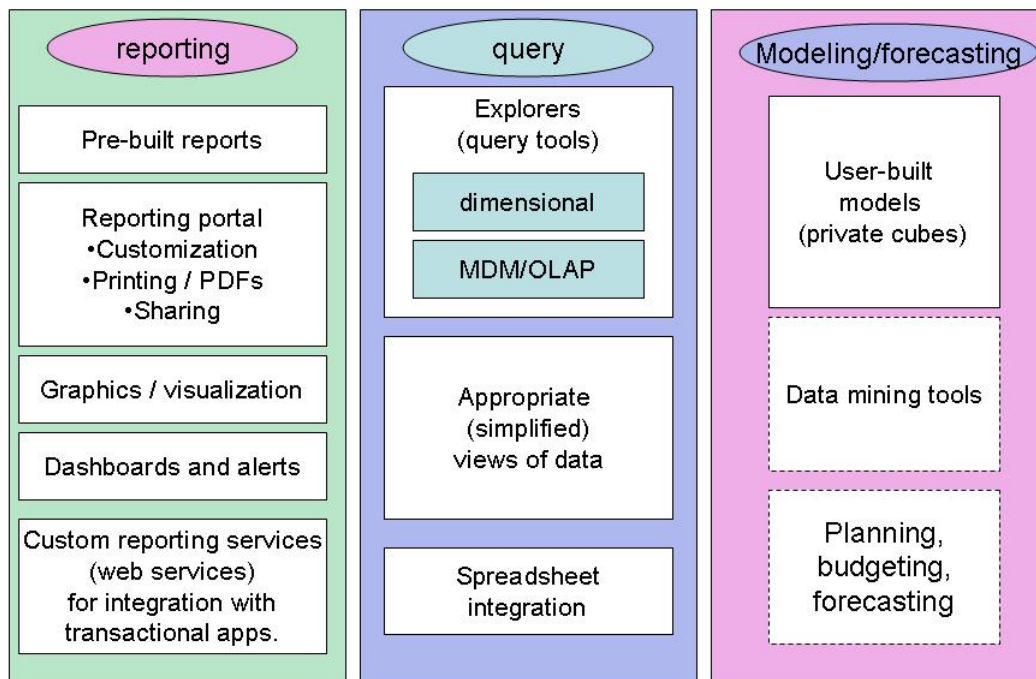 reporting
Pre-built reports
Reporting portal
•Customization
•Printing / PDFs
•Sharing
Graphics / visualization
Dashboards and alerts
Custom reporting services
(web services)
for integration with
transactional apps.
query
Explorers
(query tools)
dimensional
MDM/OLAP
Appropriate
(simplified)
views of data
Spreadsheet
integration
Modeling/forecasting
User-built
models
(private cubes)
Data mining tools
Planning,
budgeting,
forecasting